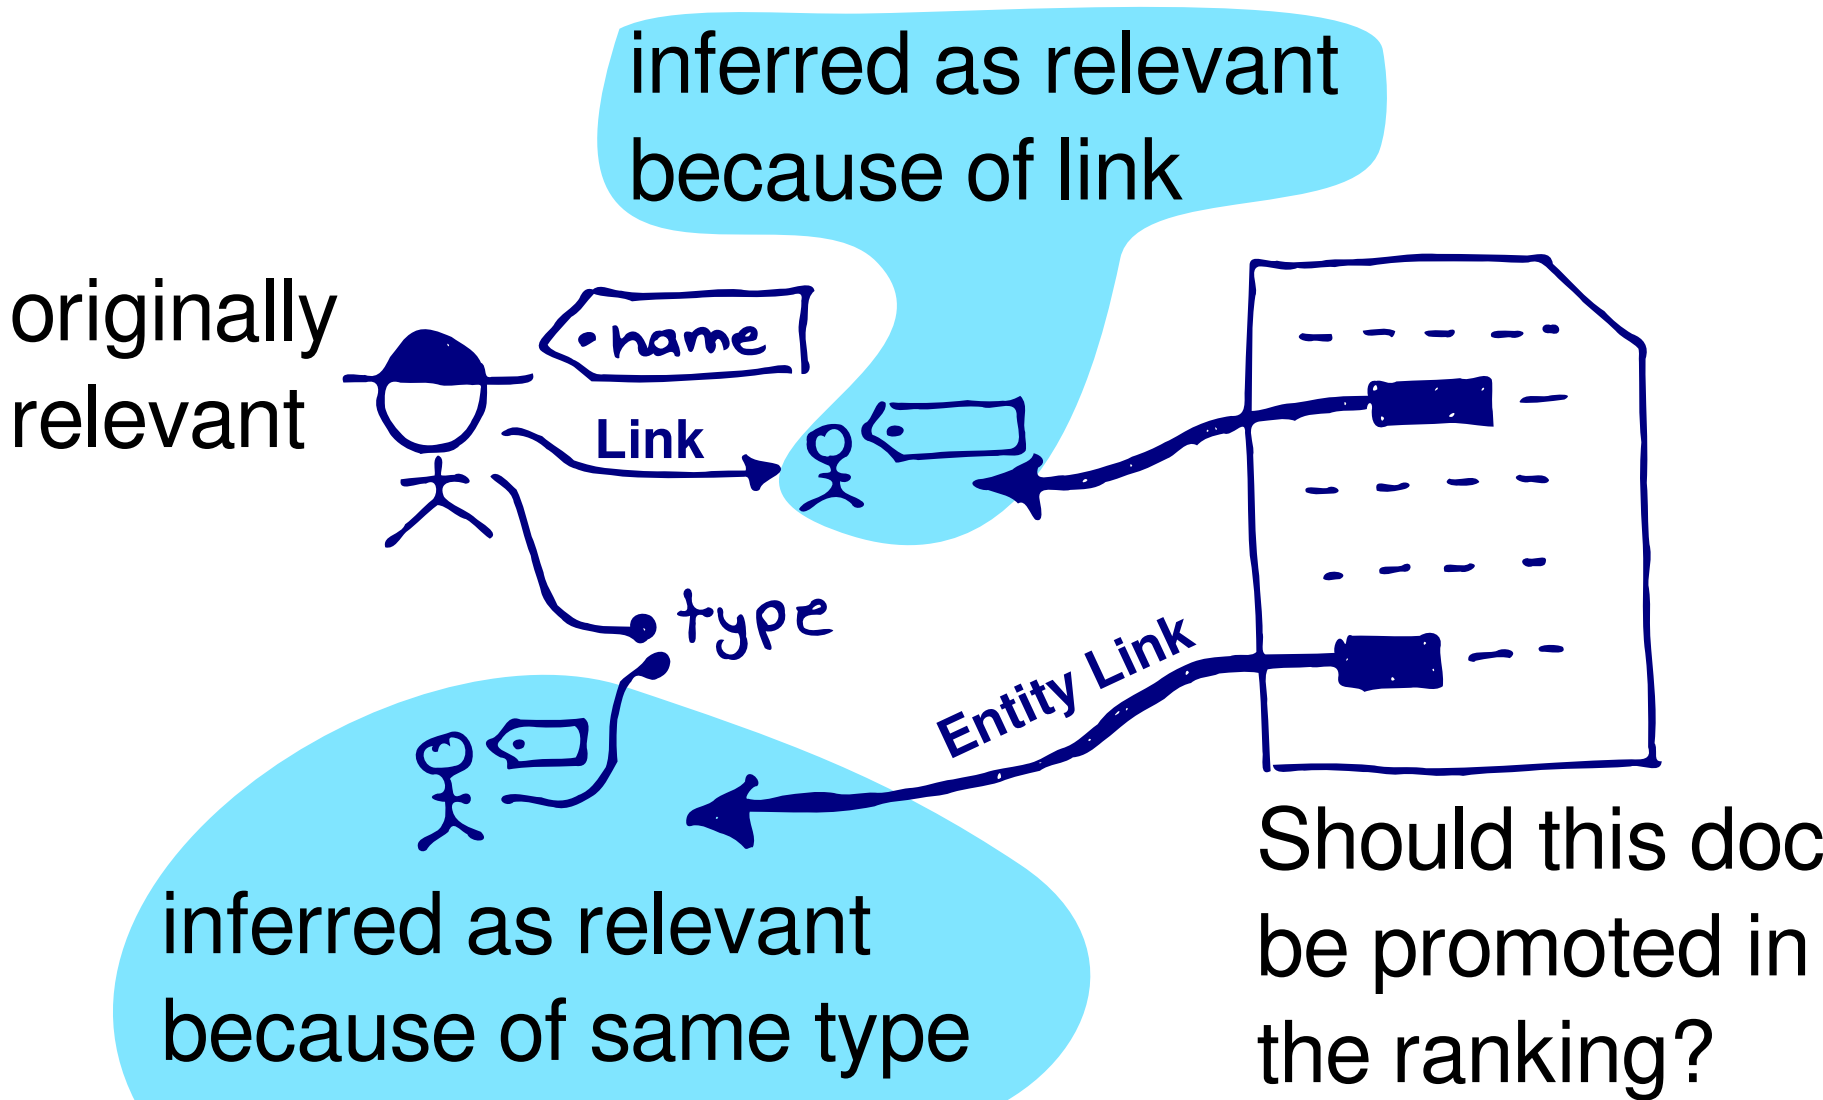 inferred as relevant
because of link
originally
relevant
name
Link
type
Entity Link
inferred as relevant
because of same type
Should this doc
be promoted in
the ranking?